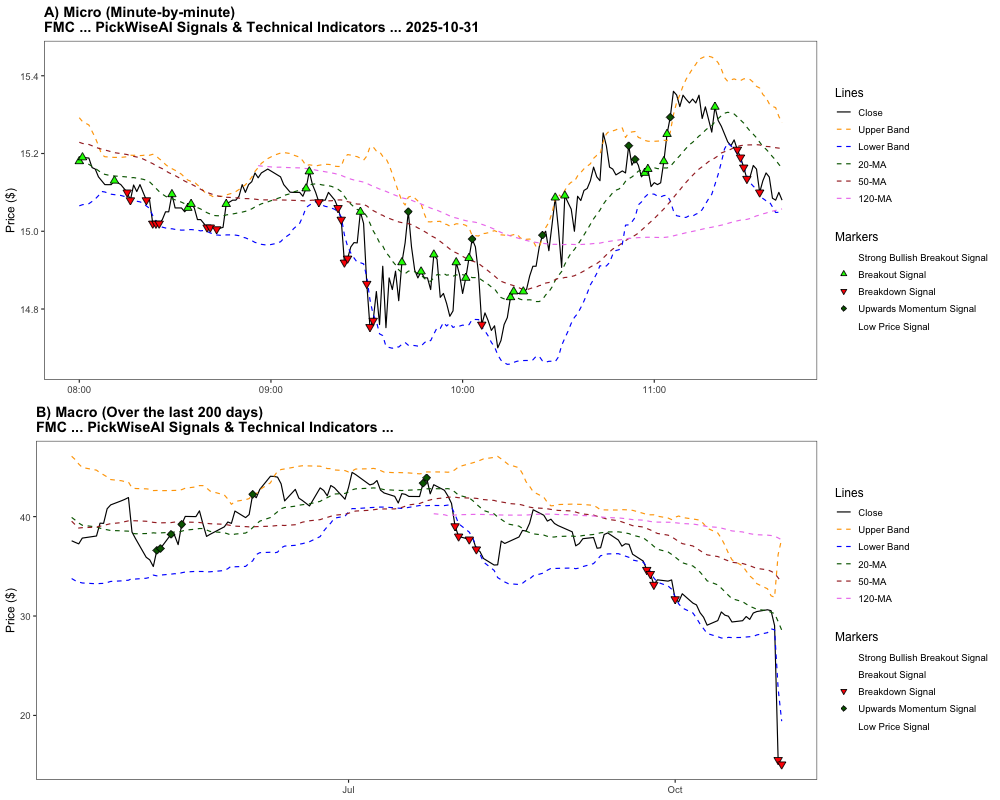 A) Micro (Minute-by-minute)
FMC ... PickWiseAI Signals & Technical Indicators ... 2025-10-31
Price ($)
15.4
15.2
15.0
14.8
08:00
09:00
10:00
11:00
Lines
Close
Upper Band
Lower Band
20-MA
50-MA
120-MA
Markers
Strong Bullish Breakout Signal
Breakout Signal
Breakdown Signal
Upwards Momentum Signal
Low Price Signal
B) Macro (Over the last 200 days)
FMC ... PickWiseAI Signals & Technical Indicators ...
Price ($)
40
30
20
Jul
Oct
Lines
Close
Upper Band
Lower Band
20-MA
50-MA
120-MA
Markers
Strong Bullish Breakout Signal
Breakout Signal
Breakdown Signal
Upwards Momentum Signal
Low Price Signal